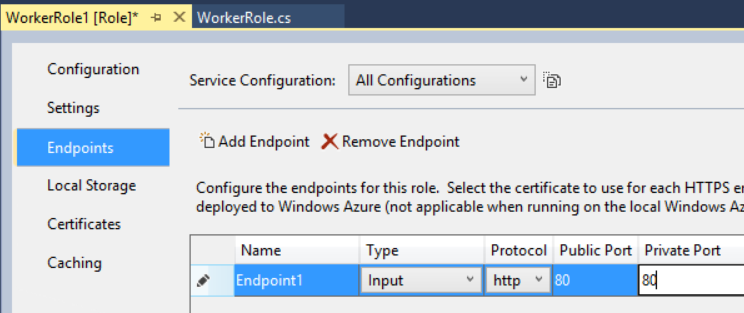 WorkerRole1 [Role]* WorkerRole.cs
Configuration
Settings
Endpoints
Local Storage
Certificates
Caching
Service Configuration: All Configurations
Add Endpoint Remove Endpoint
Configure the endpoints for this role. Select the certificate to use for each HTTPS
deployed to Windows Azure (not applicable when running on the local Windows
Name Type Protocol Public Port Private Port
Endpoint1 Input http 80 80